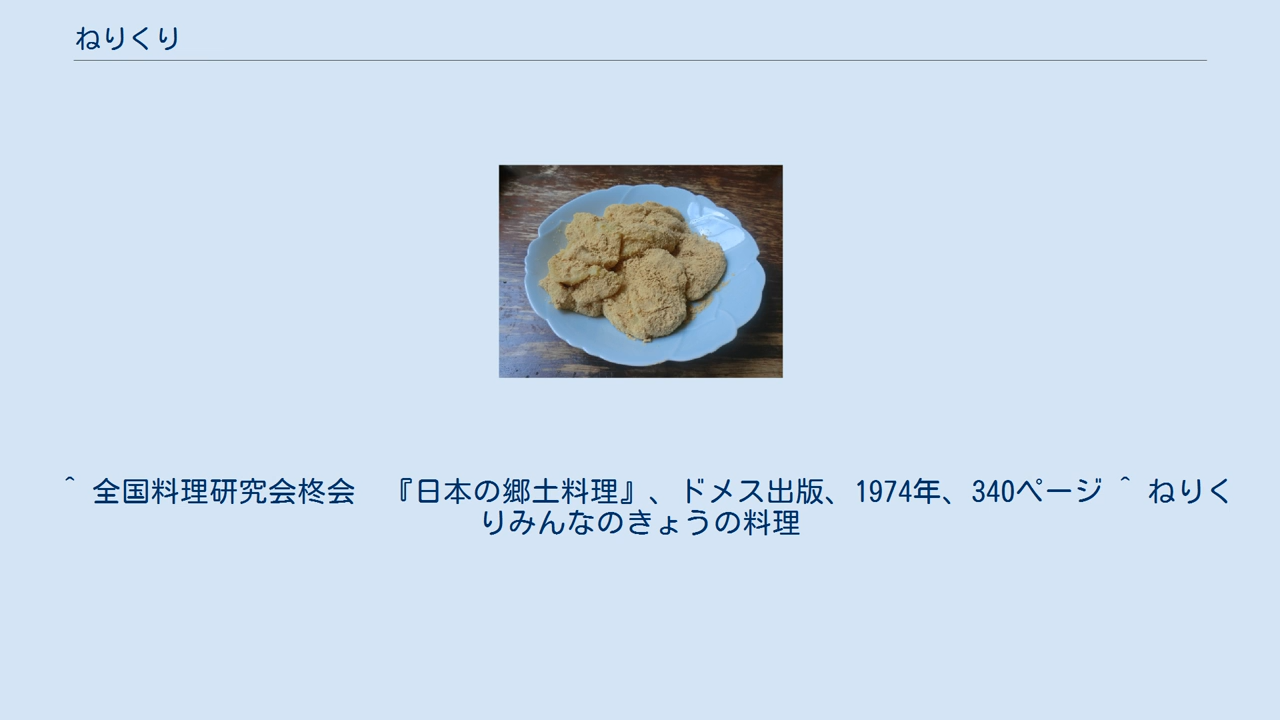 ねりくり
^ 全国料理研究会柊会　『日本の郷土料理』、ドメス出版、1974年、340ページ ^ ねりく
りみんなのきょうの料理